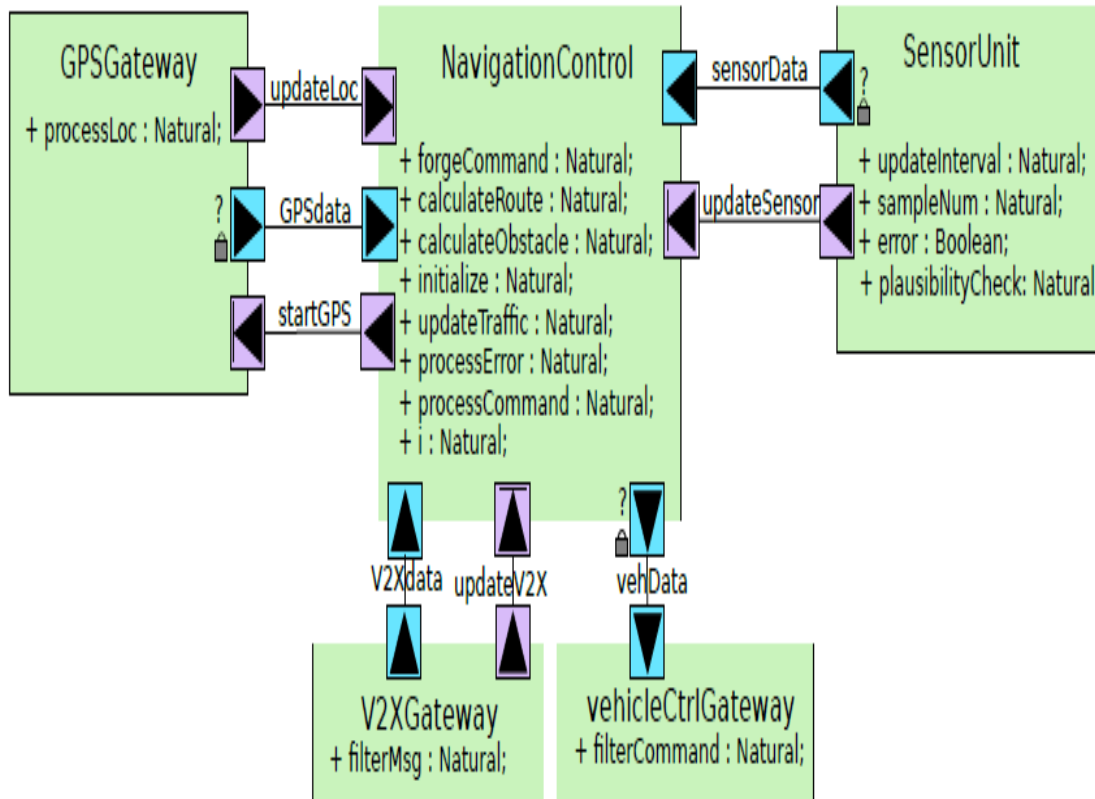 GPSGateway
+ processLoc : Natural;
?
updateLoc
GPSdata
startGPS
NavigationControl
+ forgeCommand : Natural;
+ calculateRoute : Natural;
+ calculateObstacle : Natural;
+ initialize : Natural;
+ updateTraffic : Natural;
+ processError : Natural;
+ processCommand : Natural;
+ i : Natural;
?
sensorData
updateSensor
SensorUnit
?
+ updateInterval : Natural;
+ sampleNum : Natural;
+ error : Boolean;
+ plausibilityCheck: Natural
V2Xdata
updateV2X
vehData
V2XGateway
+ filterMsg : Natural;
vehicleCtrlGateway
+ filterCommand : Natural;